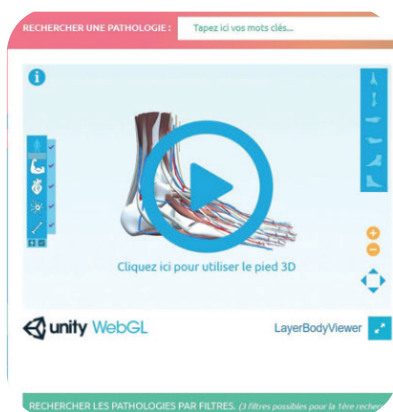 RECHERCHER UNE PATHOLOGIE :
Tapez ici vos mots clés...
i
Cliquez ici pour utiliser le pied 3D
unity WebGL
LayerBodyViewer
RECHERCHER LES PATHOLOGIES PAR FILTRES. (3 filtres possibles pour la 1ère